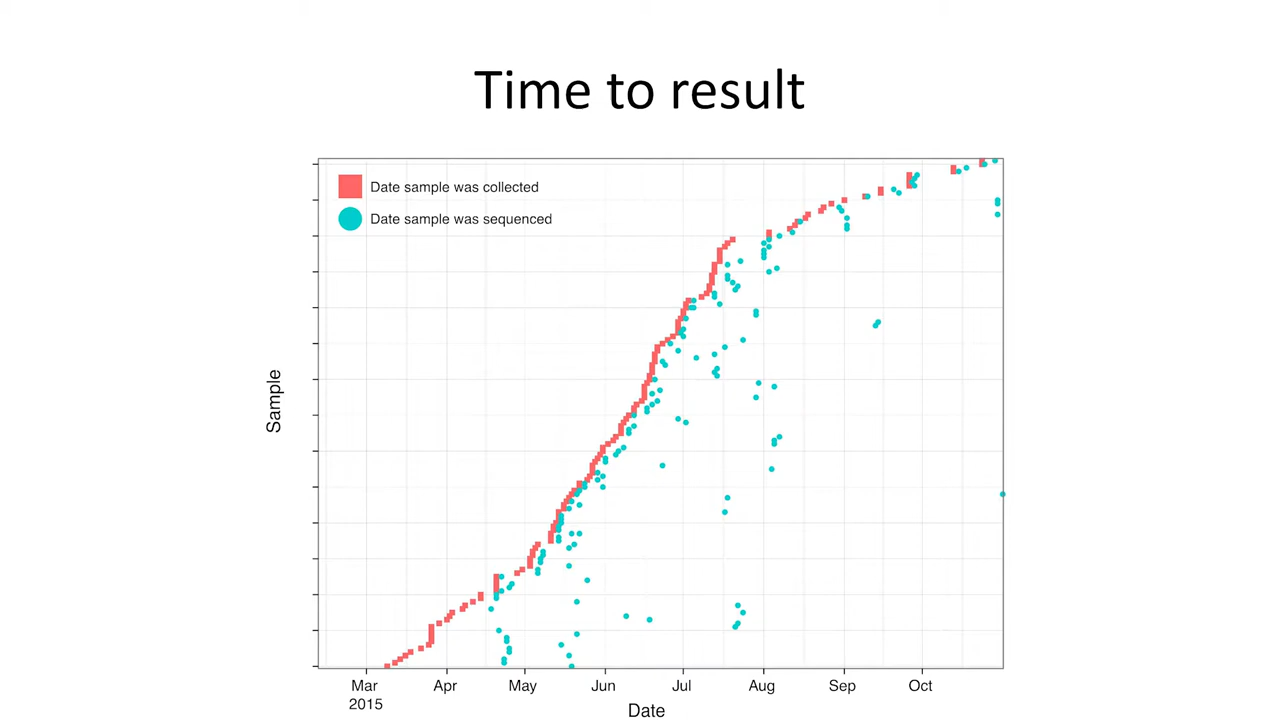 Time to result
Date sample was collected
Date sample was sequenced
Sample
Mar Apr May Jun Jul Aug Sep Oct
2015
Date